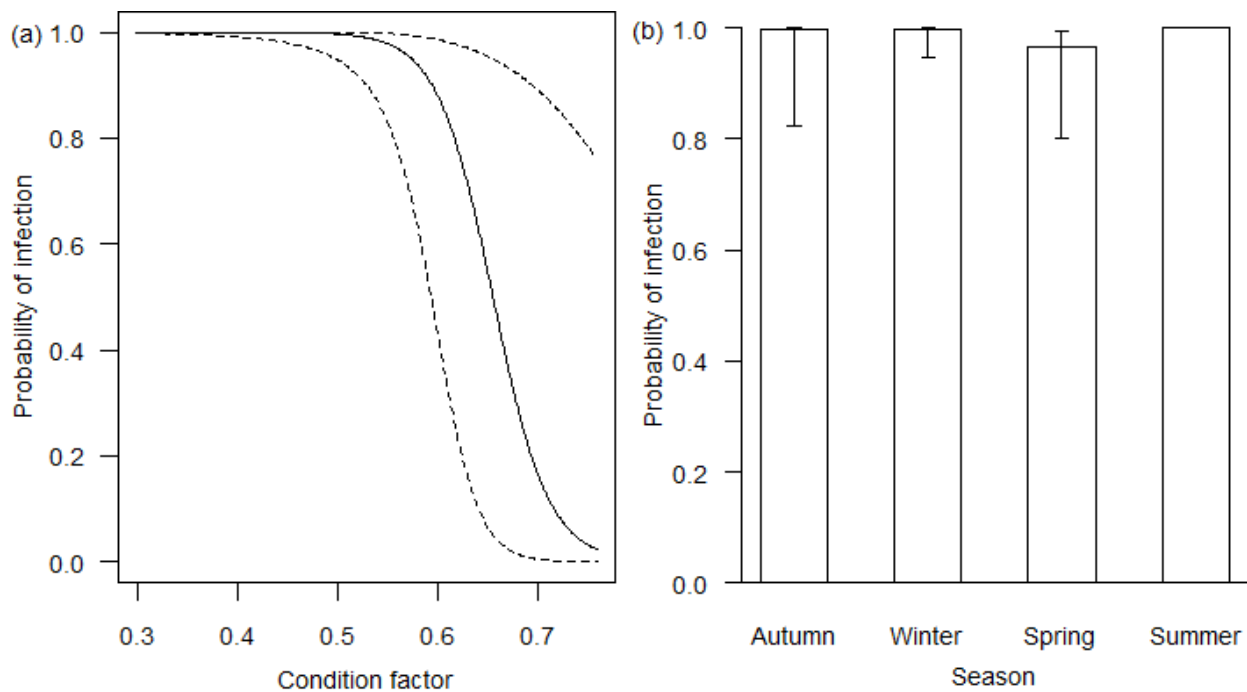 (a)
Probability of infection
1.0
0.8
0.6
0.4
0.2
0.0
0.3 0.4 0.5 0.6 0.7
Condition factor
(b)
Probability of infection
1.0
0.8
0.6
0.4
0.2
0.0
Autumn Winter Spring Summer
Season